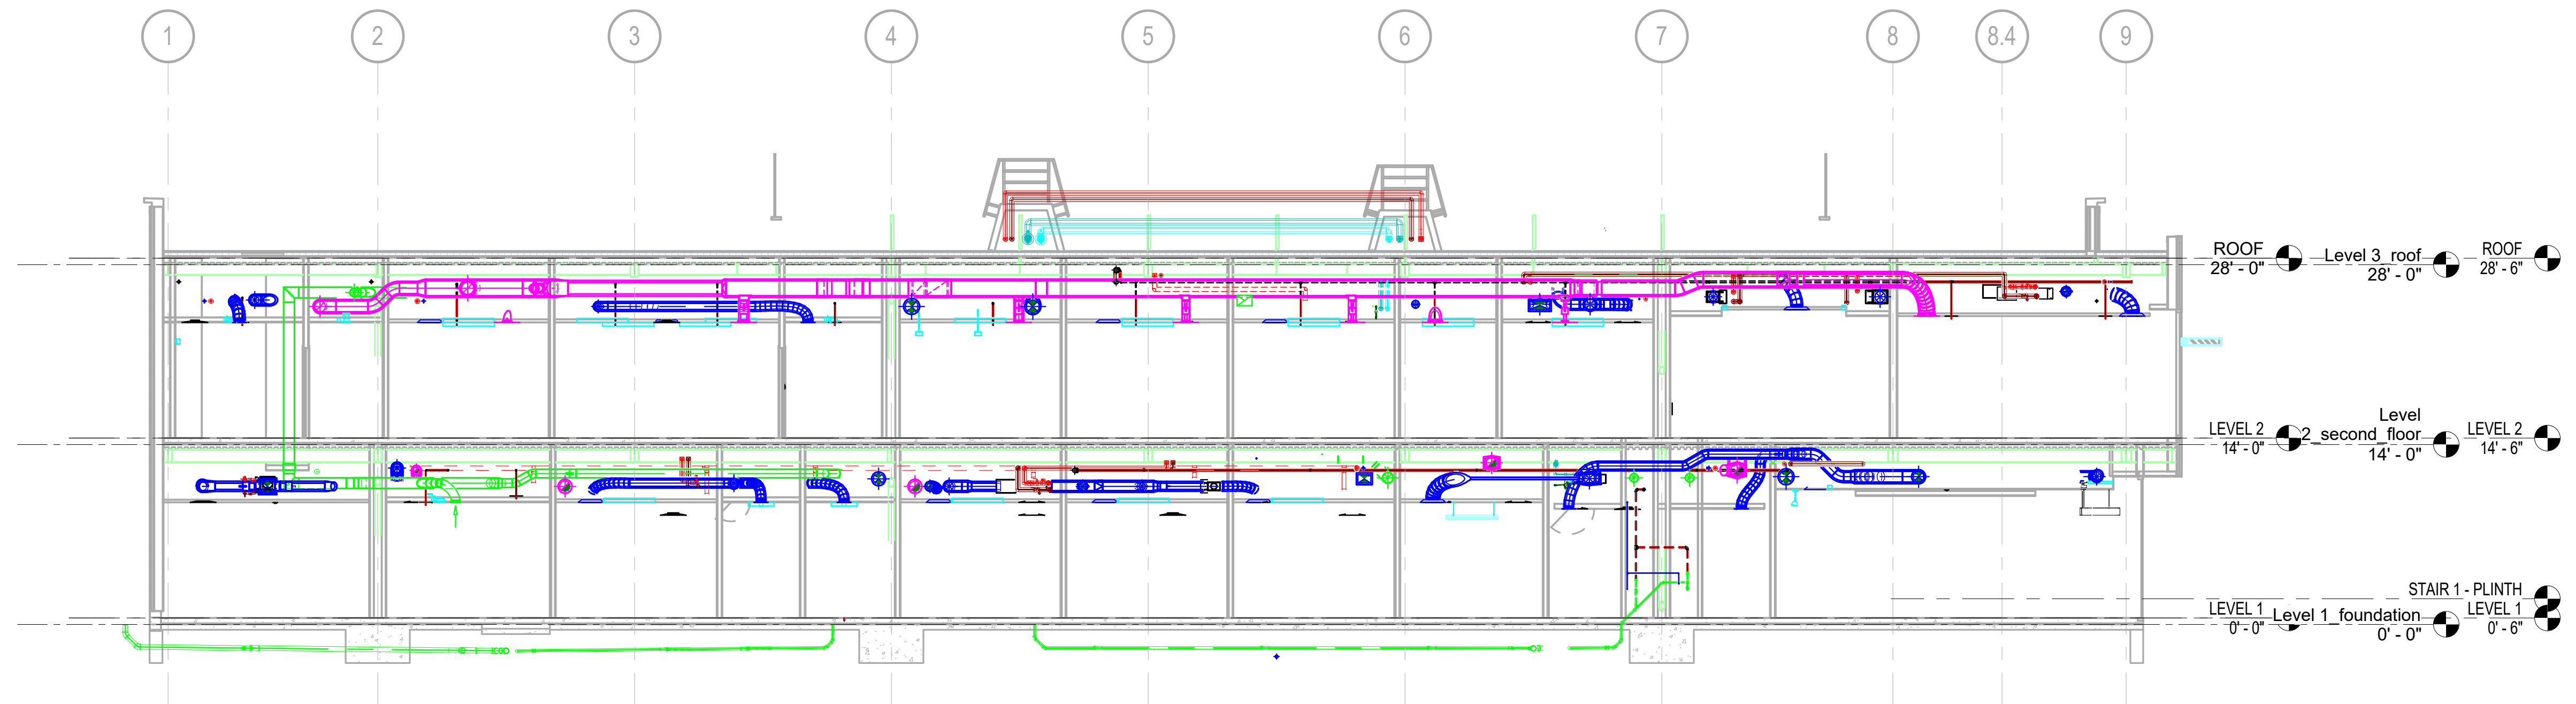 1 2 3 4 5 6 7 8 8.4 9
ROOF
28' - 0"
Level 3_roof
28' - 0"
ROOF
28' - 6"
LEVEL 2
14' - 0"
Level
2_second_floor
14' - 0"
LEVEL 2
14' - 6"
STAIR 1 - PLINTH
LEVEL 1
0' - 0"
Level 1_foundation
0' - 0"
LEVEL 1
0' - 6"